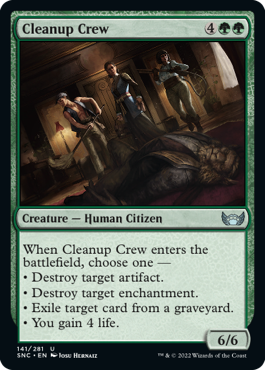 Cleanup Crew 4
Creature — Human Citizen
When Cleanup Crew enters the
battlefield, choose one —
• Destroy target artifact.
• Destroy target enchantment.
• Exile target card from a graveyard.
• You gain 4 life.
6/6
141/281 U
SNC • EN Josu Hernaiz
™ & © 2022 Wizards of the Coast